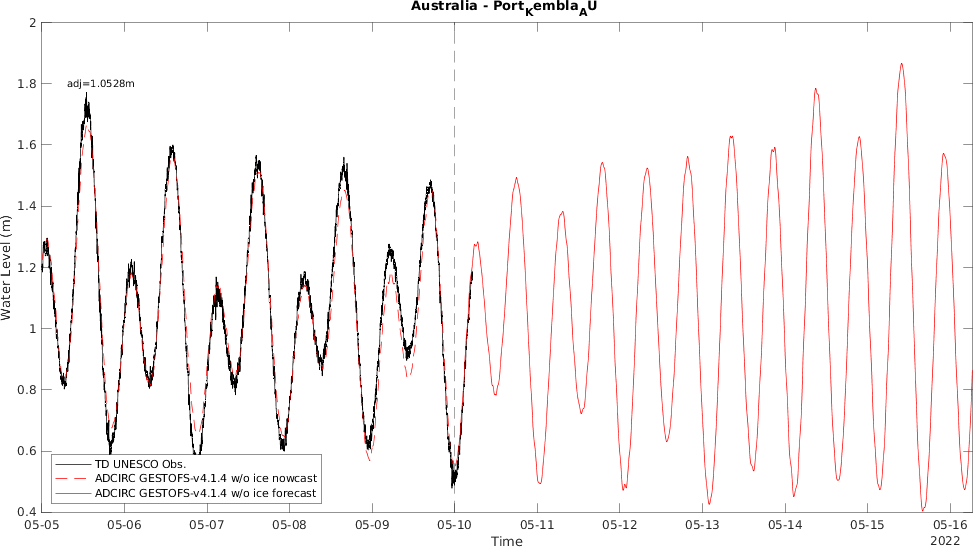 Australia - PortKemblaAU
adj=1.0528m
Water Level (m)
2
1.8
1.6
1.4
1.2
1
0.8
0.6
0.4
TD UNESCO Obs.
ADCIRC GESTOFS-v4.1.4 w/o ice nowcast
ADCIRC GESTOFS-v4.1.4 w/o ice forecast
05-05 05-06 05-07 05-08 05-09 05-10 05-11 05-12 05-13 05-14 05-15 05-16
Time
2022